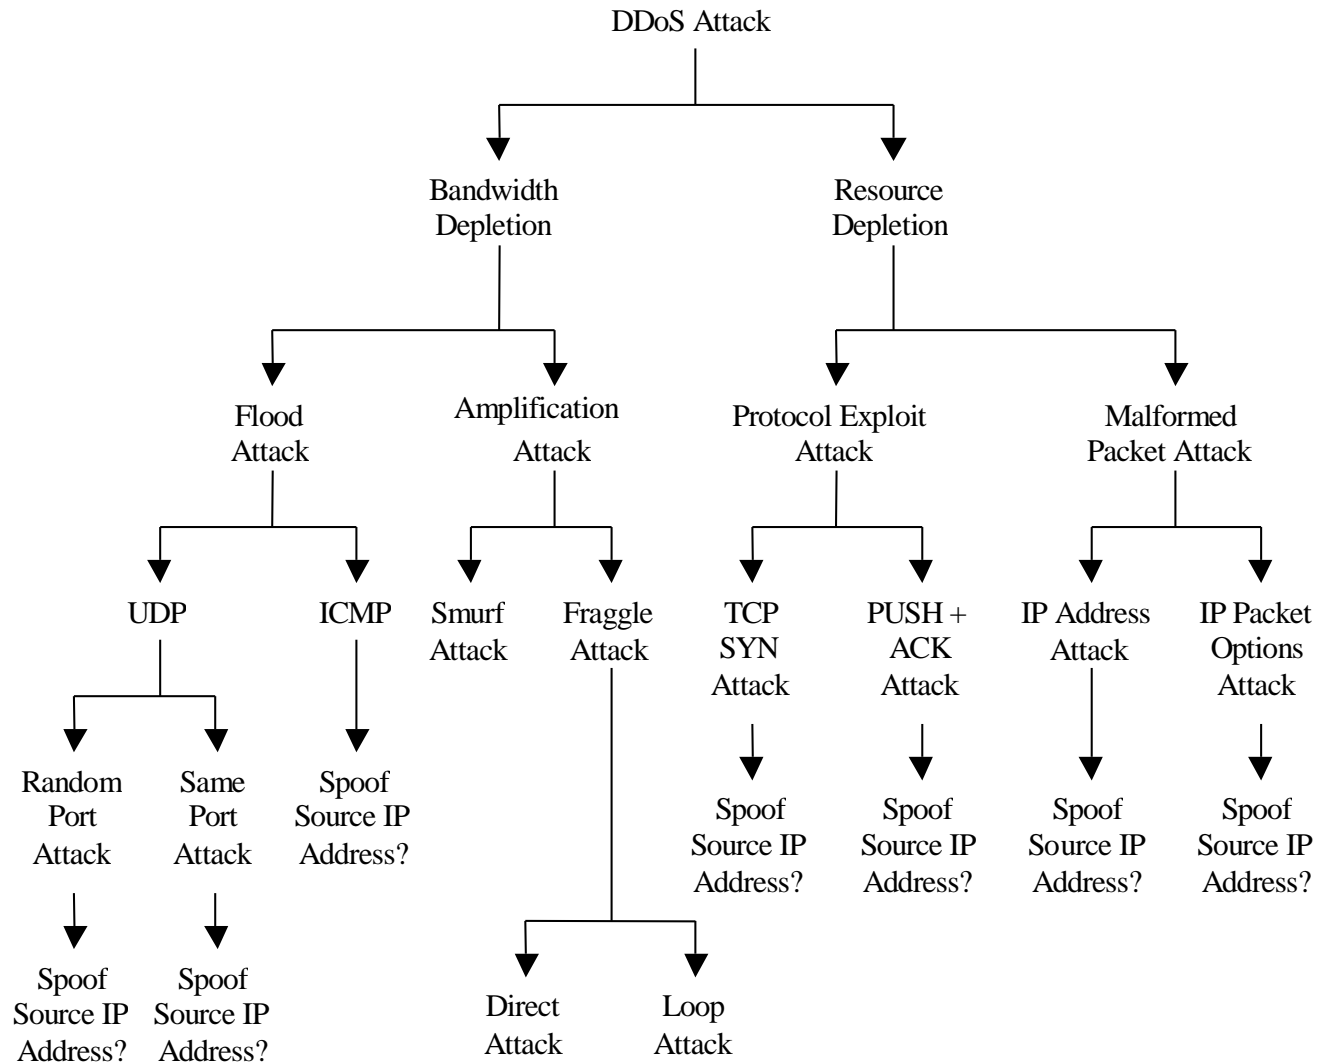 DDoS Attack
Bandwidth
Depletion
Resource
Depletion
Flood
Attack
Amplification
Attack
Protocol Exploit
Attack
Malformed
Packet Attack
UDP
ICMP
Smurf
Attack
Fraggle
Attack
TCP
SYN
Attack
PUSH +
ACK
Attack
IP Address
Attack
IP Packet
Options
Attack
Random
Port
Attack
Same
Port
Attack
Spoof
Source IP
Address?
Spoof
Source IP
Address?
Spoof
Source IP
Address?
Spoof
Source IP
Address?
Spoof
Source IP
Address?
Spoof
Source IP
Address?
Spoof
Source IP
Address?
Direct
Attack
Loop
Attack